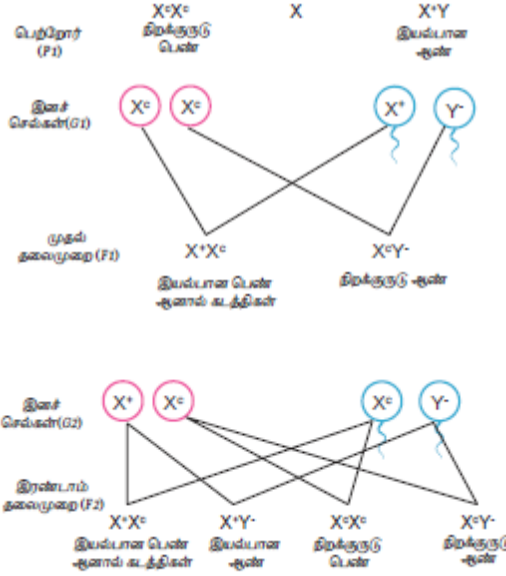 பெற்றோர் XᶜXᶜ X X⁺Y
(P1) நிறக்குருடு இயல்பான
பெண் ஆண்
இனச் Xᶜ Xᶜ X⁺ Y⁻
செல்கள்(G1)
முதல் X⁺Xᶜ XᶜY⁻
தலைமுறை (F1)
இயல்பான பெண் நிறக்குருடு ஆண்
ஆனால் கடத்திகள்
இனச் X⁺ Xᶜ Xᶜ Y⁻
செல்கள்(G2)
இரண்டாம்
தலைமுறை (F2)
X⁺Xᶜ X⁺Y⁻ XᶜXᶜ XᶜY⁻
இயல்பான பெண் இயல்பான நிறக்குருடு நிறக்குருடு
ஆனால் கடத்திகள் ஆண் பெண் ஆண்